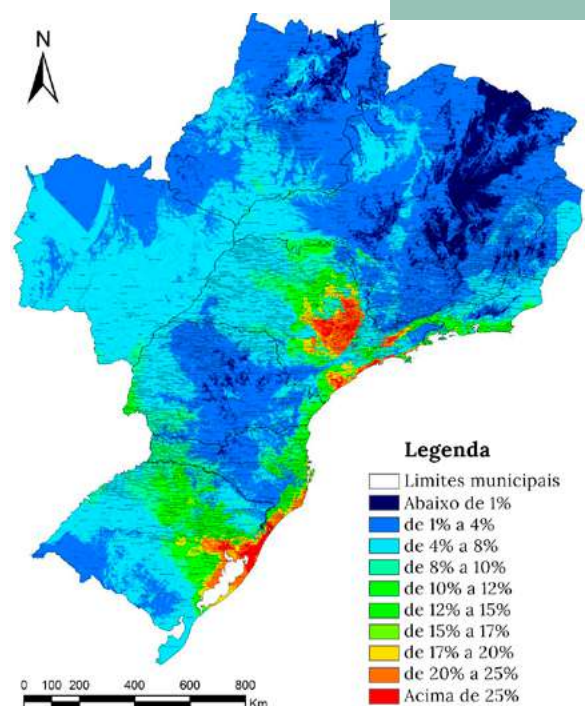 N
Legenda
Limites municipais
Abaixo de 1%
de 1% a 4%
de 4% a 8%
de 8% a 10%
de 10% a 12%
de 12% a 15%
de 15% a 17%
de 17% a 20%
de 20% a 25%
Acima de 25%
0 100 200 400 600 800
Km